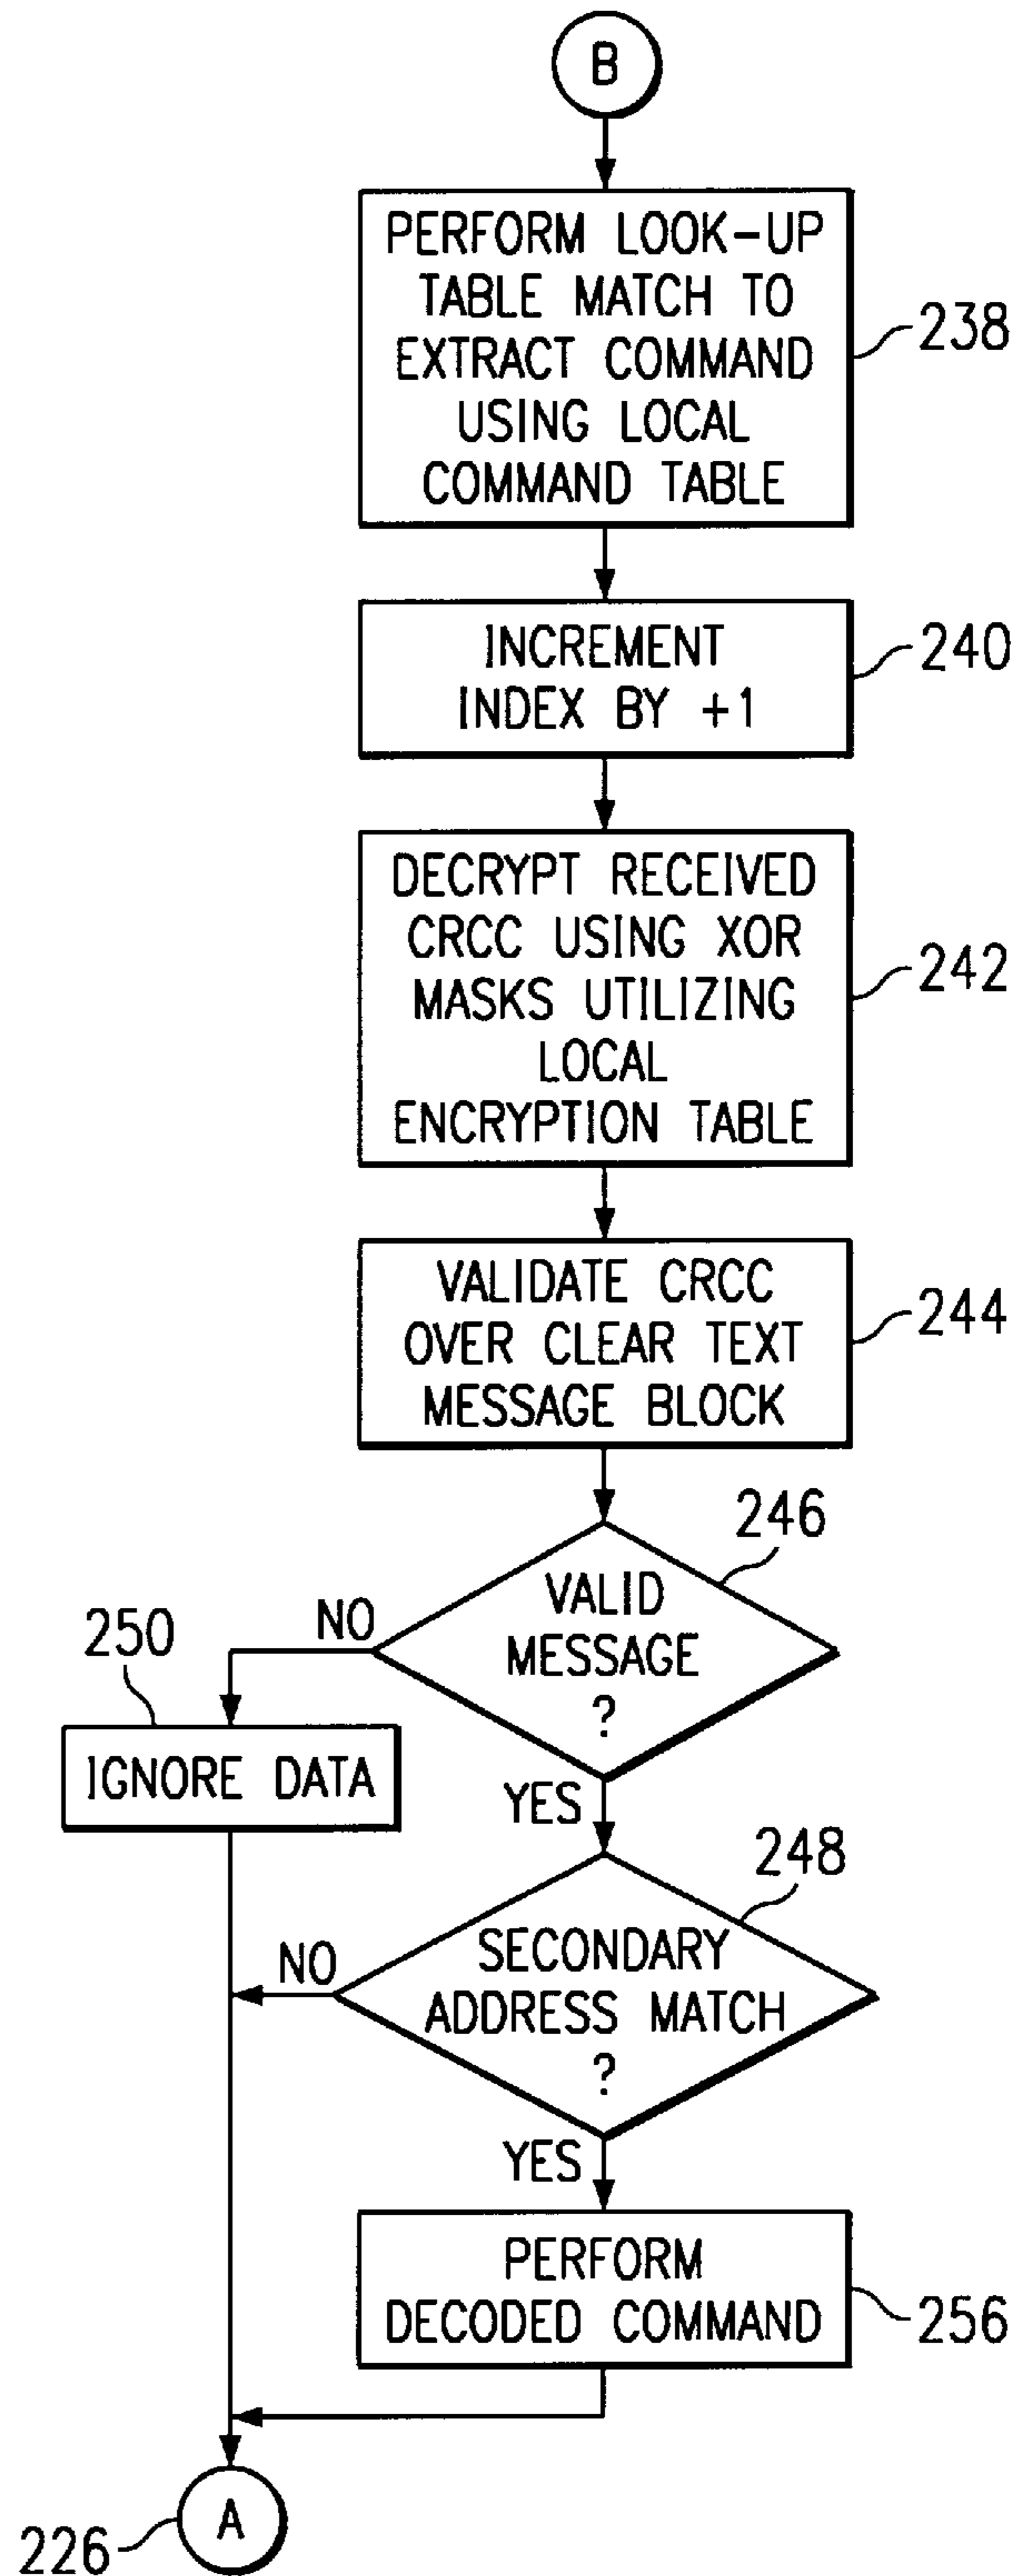 B
PERFORM LOOK-UP
TABLE MATCH TO
EXTRACT COMMAND
USING LOCAL
COMMAND TABLE
238
INCREMENT
INDEX BY +1
240
DECRYPT RECEIVED
CRCC USING XOR
MASKS UTILIZING
LOCAL
ENCRYPTION TABLE
242
VALIDATE CRCC
OVER CLEAR TEXT
MESSAGE BLOCK
244
246
VALID
MESSAGE
?
NO
250
IGNORE DATA
YES
248
SECONDARY
ADDRESS MATCH
?
NO
YES
PERFORM
DECODED COMMAND
256
A
226